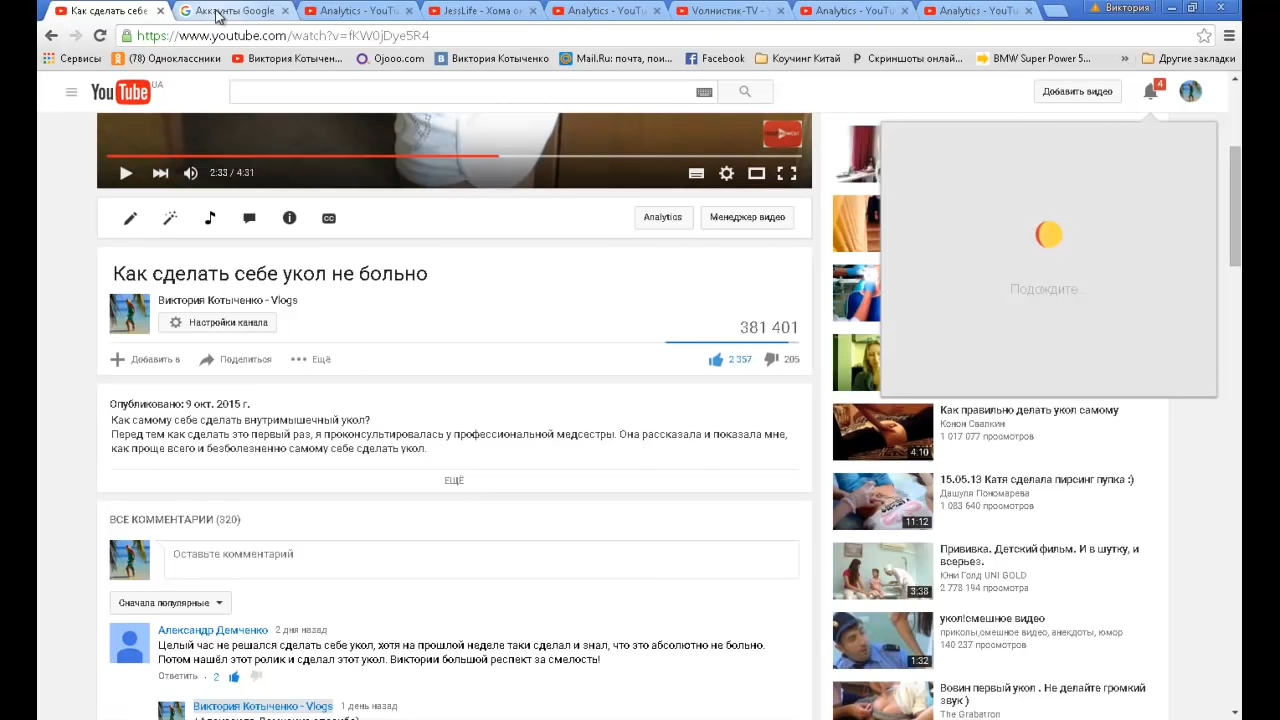 Как сделать себе
Аккаунты Google
Analytics - YouTu
JessLife - Хома он
Analytics - YouTu
Волнистик-TV -
Analytics - YouTu
Analytics - YouTu
Виктория
https://www.youtube.com/watch?v=fKW0jDye5R4
Сервисы
(78) Одноклассники
Виктория Котычен...
Ojooo.com
Виктория Котыченко
Mail.Ru: почта, пои...
Facebook
Коучинг Китай
Скриншоты онлай...
BMW Super Power 5...
»
Другие закладки
YouTube UA
Добавить видео
4
2:33 / 4:31
Подождите...
Analytics
Менеджер видео
Как сделать себе укол не больно
Виктория Котыченко - Vlogs
Настройки канала
381 401
Добавить в
Поделиться
Ещё
2 357
205
Опубликовано: 9 окт. 2015 г.
Как самому себе сделать внутримышечный укол?
Перед тем как сделать это первый раз, я проконсультировалась у профессиональной медсестры. Она рассказала и показала мне,
как проще всего и безболезненно самому себе сделать укол.
ЕЩЁ
ВСЕ КОММЕНТАРИИ (320)
Оставьте комментарий
Сначала популярные
Александр Демченко 2 дня назад
Целый час не решался сделать себе укол, хотя на прошлой неделе таки сделал и знал, что это абсолютно не больно.
Потом нашёл этот ролик и сделал этот укол. Виктории большой респект за смелость!
Ответить 2
Виктория Котыченко - Vlogs 1 день назад
Как правильно делать укол самому
Конон Свалкин
1 017 077 просмотров
4:10
15.05.13 Катя сделала пирсинг пупка :)
Дашуля Пономарева
1 083 640 просмотров
11:12
Прививка. Детский фильм. И в шутку, и
всерьез.
Юни Голд UNI GOLD
2 778 194 просмотра
3:38
укол!смешное видео
приколы,смешное видео, анекдоты, юмор
140 237 просмотров
1:32
Вовин первый укол . Не делайте громкий
звук )
The Grabatron